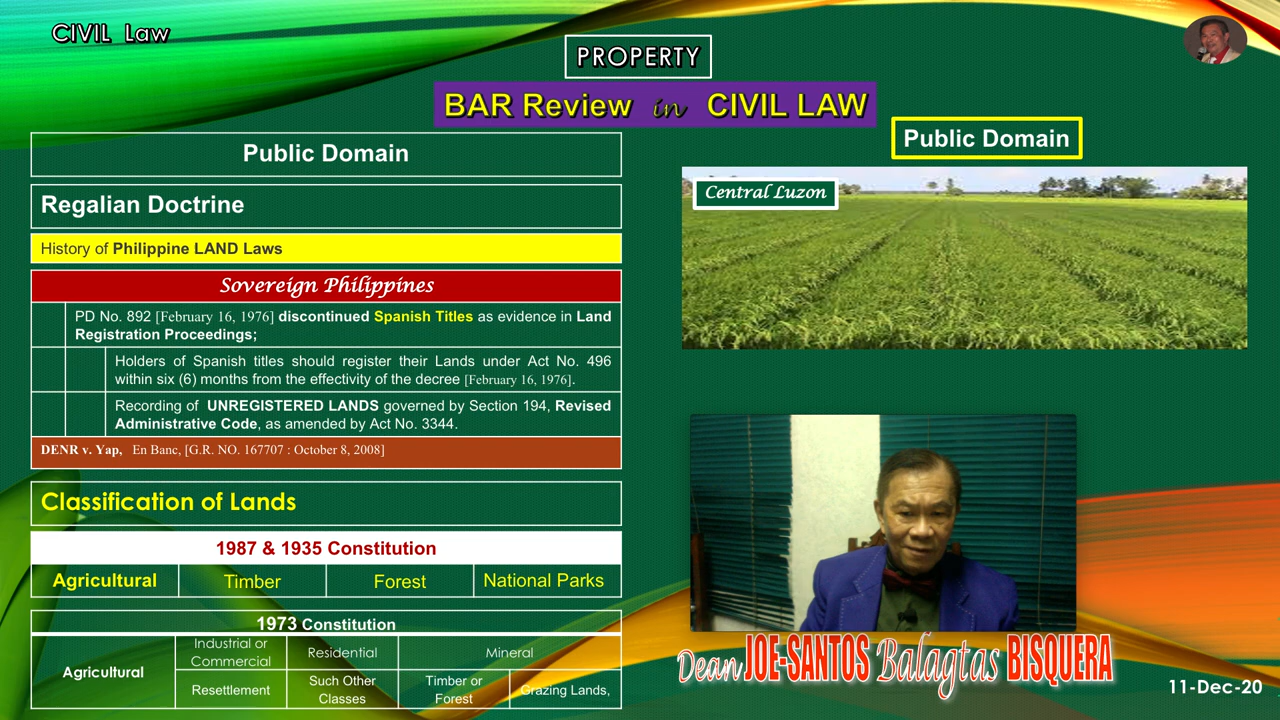 CIVIL Law
PROPERTY
BAR Review in CIVIL LAW
Public Domain
Regalian Doctrine
History of Philippine LAND Laws
Sovereign Philippines
PD No. 892 [February 16, 1976] discontinued Spanish Titles as evidence in Land
Registration Proceedings;
Holders of Spanish titles should register their Lands under Act No. 496
within six (6) months from the effectivity of the decree [February 16, 1976].
Recording of UNREGISTERED LANDS governed by Section 194, Revised
Administrative Code, as amended by Act No. 3344.
DENR v. Yap, En Banc, [G.R. NO. 167707 : October 8, 2008]
Classification of Lands
1987 & 1935 Constitution
Agricultural Timber Forest National Parks
1973 Constitution
Agricultural
Industrial or
Commercial
Residential
Mineral
Resettlement
Such Other
Classes
Timber or
Forest
Grazing Lands,
Public Domain
Central Luzon
Dean JOE-SANTOS Balagtas BISQUERA
11-Dec-20